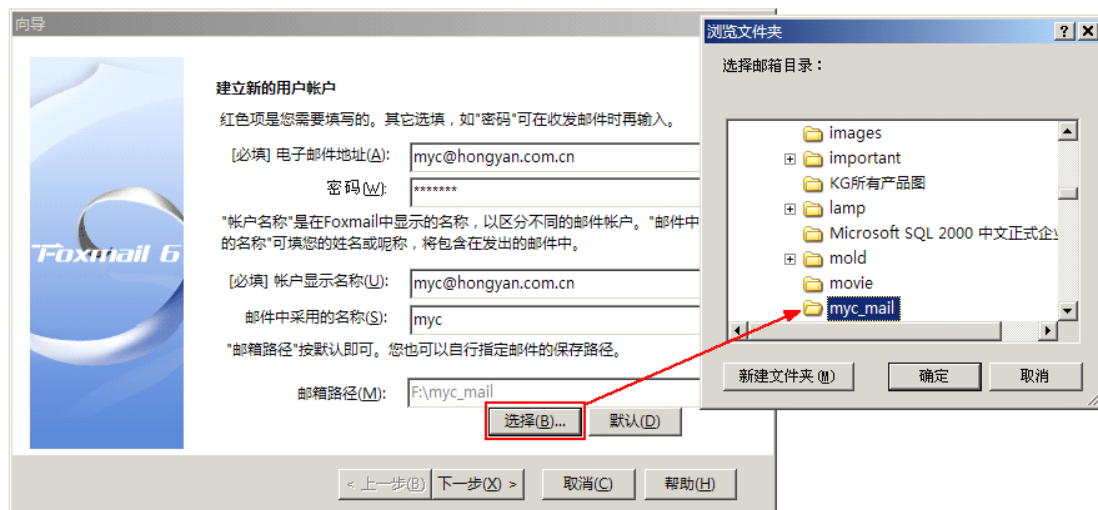 向导
建立新的用户帐户
红色项是您需要填写的。其它选填，如"密码"可在收发邮件时再输入。
[必填] 电子邮件地址(A):
myc@hongyan.com.cn
密码(W):
*******
"帐户名称"是在Foxmail中显示的名称，以区分不同的邮件帐户。"邮件中
的名称"可填您的姓名或昵称，将包含在发出的邮件中。
[必填] 帐户显示名称(U):
myc@hongyan.com.cn
邮件中采用的名称(S):
myc
"邮箱路径"按默认即可。您也可以自行指定邮件的保存路径。
邮箱路径(M):
F:\myc_mail
选择(B)...
默认(D)
< 上一步(B)
下一步(X) >
取消(C)
帮助(H)
Foxmail 6
浏览文件夹
选择邮箱目录：
images
important
KG所有产品图
lamp
Microsoft SQL 2000 中文正式企
mold
movie
myc_mail
新建文件夹(M)
确定
取消